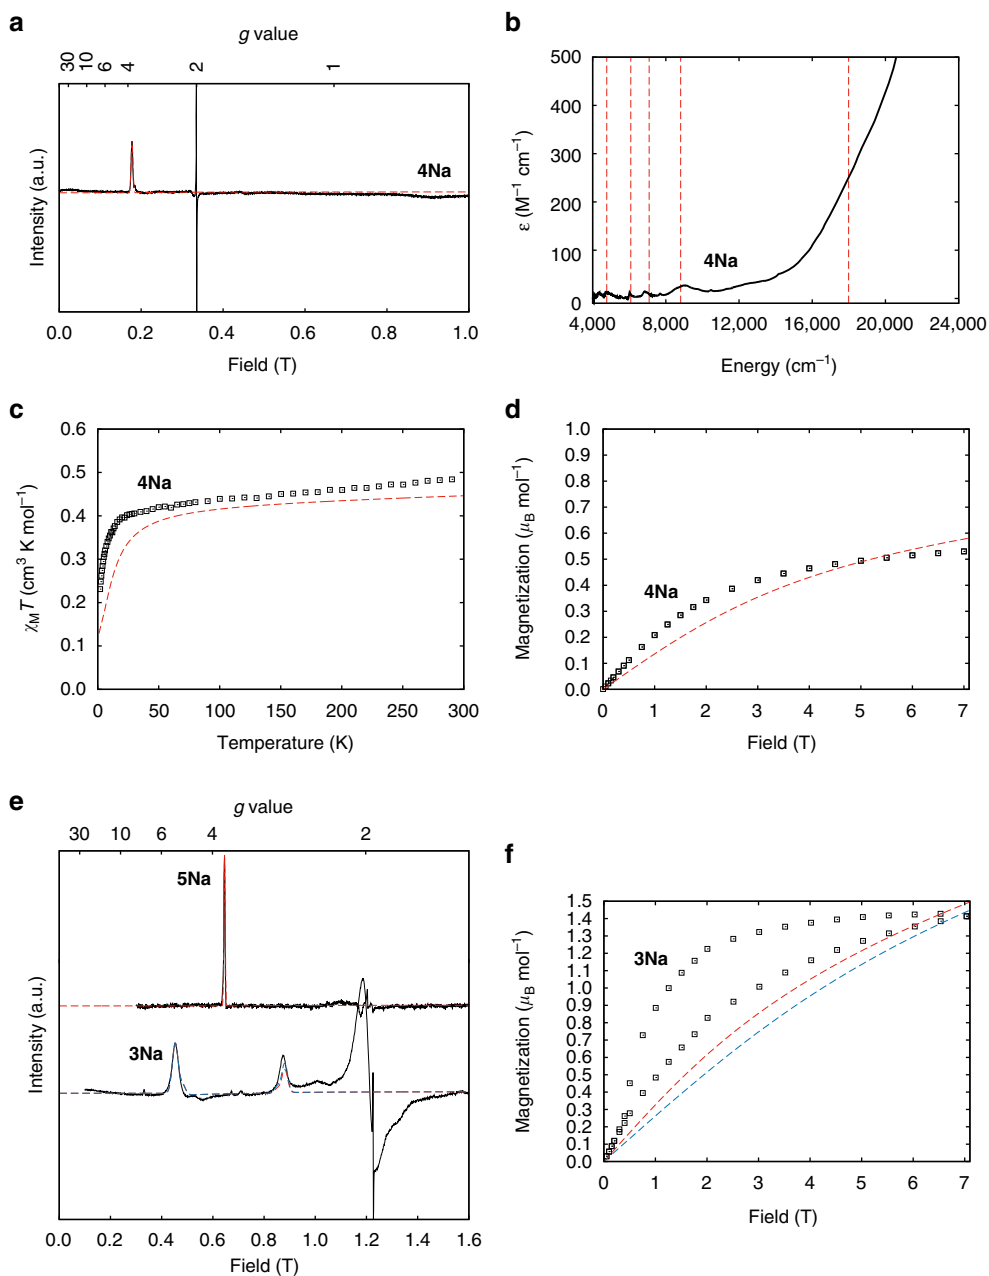 a
g value
30 10 6 4 2 1
4Na
Intensity (a.u.)
0.0 0.2 0.4 0.6 0.8 1.0
Field (T)
b
500
400
300
200
100
0
ε (M⁻¹ cm⁻¹)
4Na
4,000 8,000 12,000 16,000 20,000 24,000
Energy (cm⁻¹)
c
0.6
0.5
0.4
0.3
0.2
0.1
0.0
χMT (cm³ K mol⁻¹)
4Na
0 50 100 150 200 250 300
Temperature (K)
d
1.0
0.9
0.8
0.7
0.6
0.5
0.4
0.3
0.2
0.1
0.0
Magnetization (μB mol⁻¹)
4Na
0 1 2 3 4 5 6 7
Field (T)
e
g value
30 10 6 4 2
5Na
3Na
Intensity (a.u.)
0.0 0.2 0.4 0.6 0.8 1.0 1.2 1.4 1.6
Field (T)
f
1.5
1.4
1.3
1.2
1.1
1.0
0.9
0.8
0.7
0.6
0.5
0.4
0.3
0.2
0.1
0.0
Magnetization (μB mol⁻¹)
3Na
0 1 2 3 4 5 6 7
Field (T)